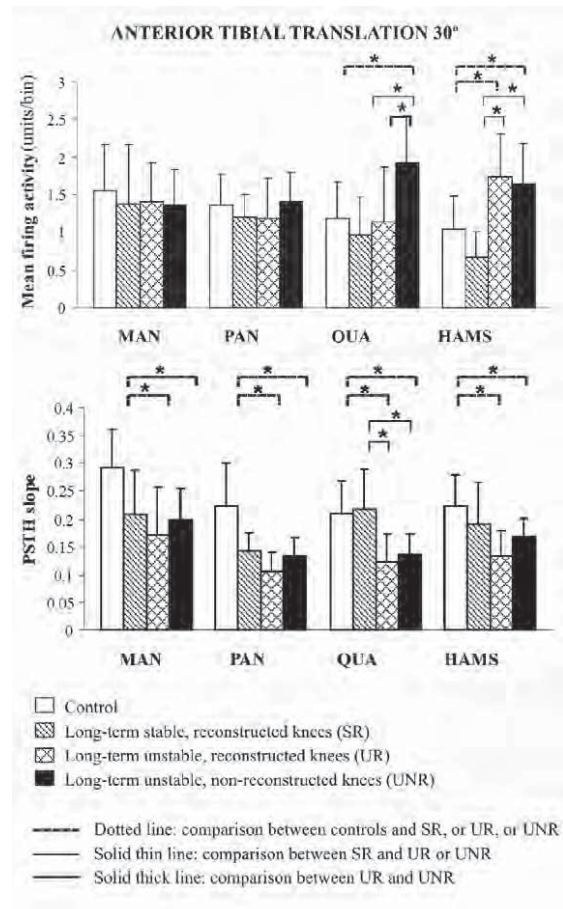 ANTERIOR TIBIAL TRANSLATION 30º
* * * * * * *
Mean firing activity (units/bin)
3
2.5
2
1.5
1
0.5
0
MAN PAN QUA HAMS
* * * * * * * * * *
PSTH slope
0.4
0.35
0.3
0.25
0.2
0.15
0.1
0.05
0
MAN PAN QUA HAMS
Control
Long-term stable, reconstructed knees (SR)
Long-term unstable, reconstructed knees (UR)
Long-term unstable, non-reconstructed knees (UNR)
Dotted line: comparison between controls and SR, or UR, or UNR
Solid thin line: comparison between SR and UR or UNR
Solid thick line: comparison between UR and UNR